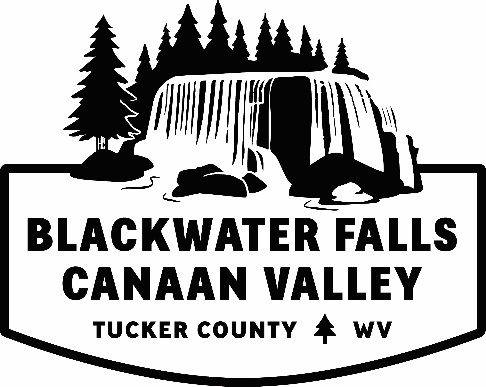 BLACKWATER FALLS
CANAAN VALLEY
TUCKER COUNTY WV